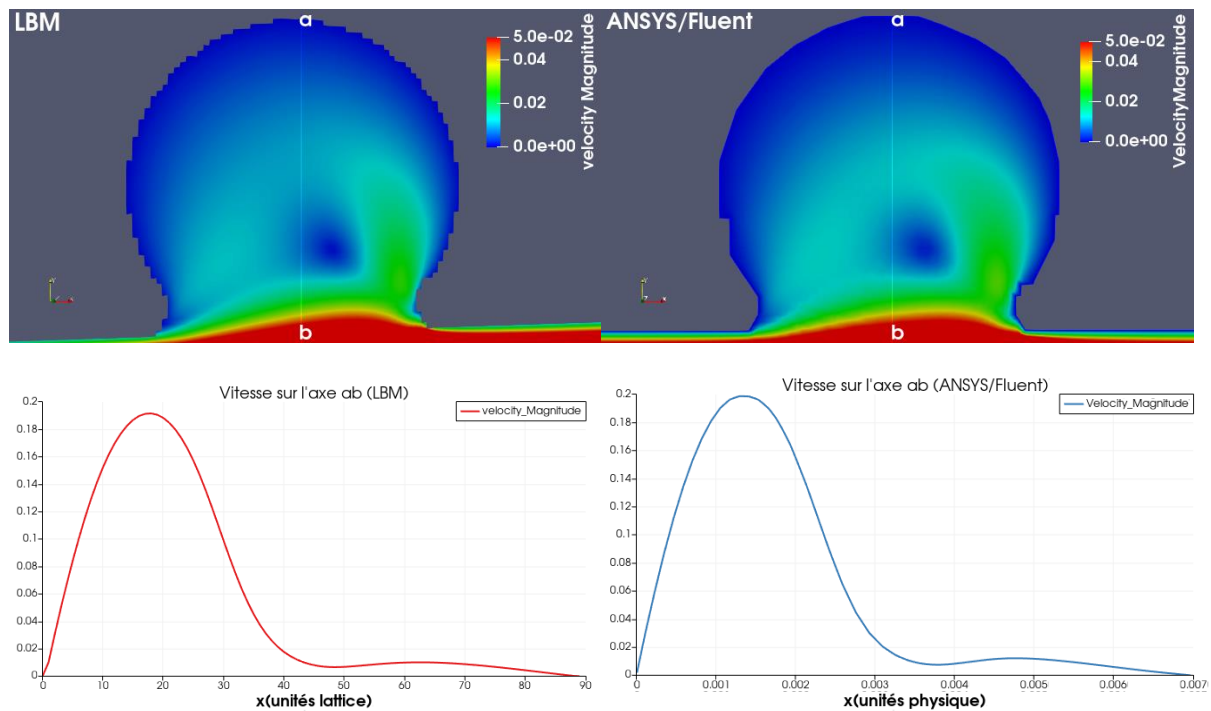 LBM
a
5.0e-02
0.04
0.02
0.0e+00
velocity Magnitude
b
ANSYS/Fluent
a
5.0e-02
0.04
0.02
0.0e+00
VelocityMagnitude
b
Vitesse sur l'axe ab (LBM)
velocity_Magnitude
0.2
0.18
0.16
0.14
0.12
0.1
0.08
0.06
0.04
0.02
0
0 10 20 30 40 50 60 70 80 90
x(unités lattice)
Vitesse sur l'axe ab (ANSYS/Fluent)
Velocity_Magnitude
0.2
0.18
0.16
0.14
0.12
0.1
0.08
0.06
0.04
0.02
0
0 0.001 0.002 0.003 0.004 0.005 0.006 0.007
x(unités physique)